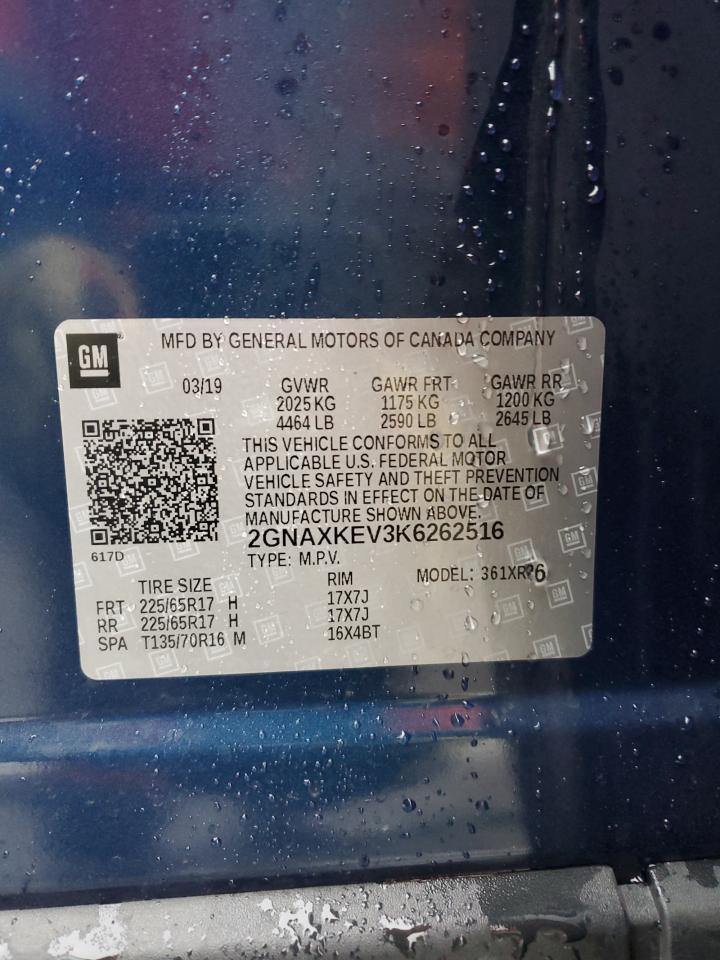 GM
MFD BY GENERAL MOTORS OF CANADA COMPANY
03/19 GVWR GAWR FRT GAWR RR
2025 KG 1175 KG 1200 KG
4464 LB 2590 LB 2645 LB
THIS VEHICLE CONFORMS TO ALL
APPLICABLE U.S. FEDERAL MOTOR
VEHICLE SAFETY AND THEFT PREVENTION
STANDARDS IN EFFECT ON THE DATE OF
MANUFACTURE SHOWN ABOVE.
2GNAXKEV3K6262516
617D
TYPE: M.P.V.
TIRE SIZE RIM MODEL:
FRT 225/65R17 H 17X7J
RR 225/65R17 H 17X7J
SPA T135/70R16 M 16X4BT